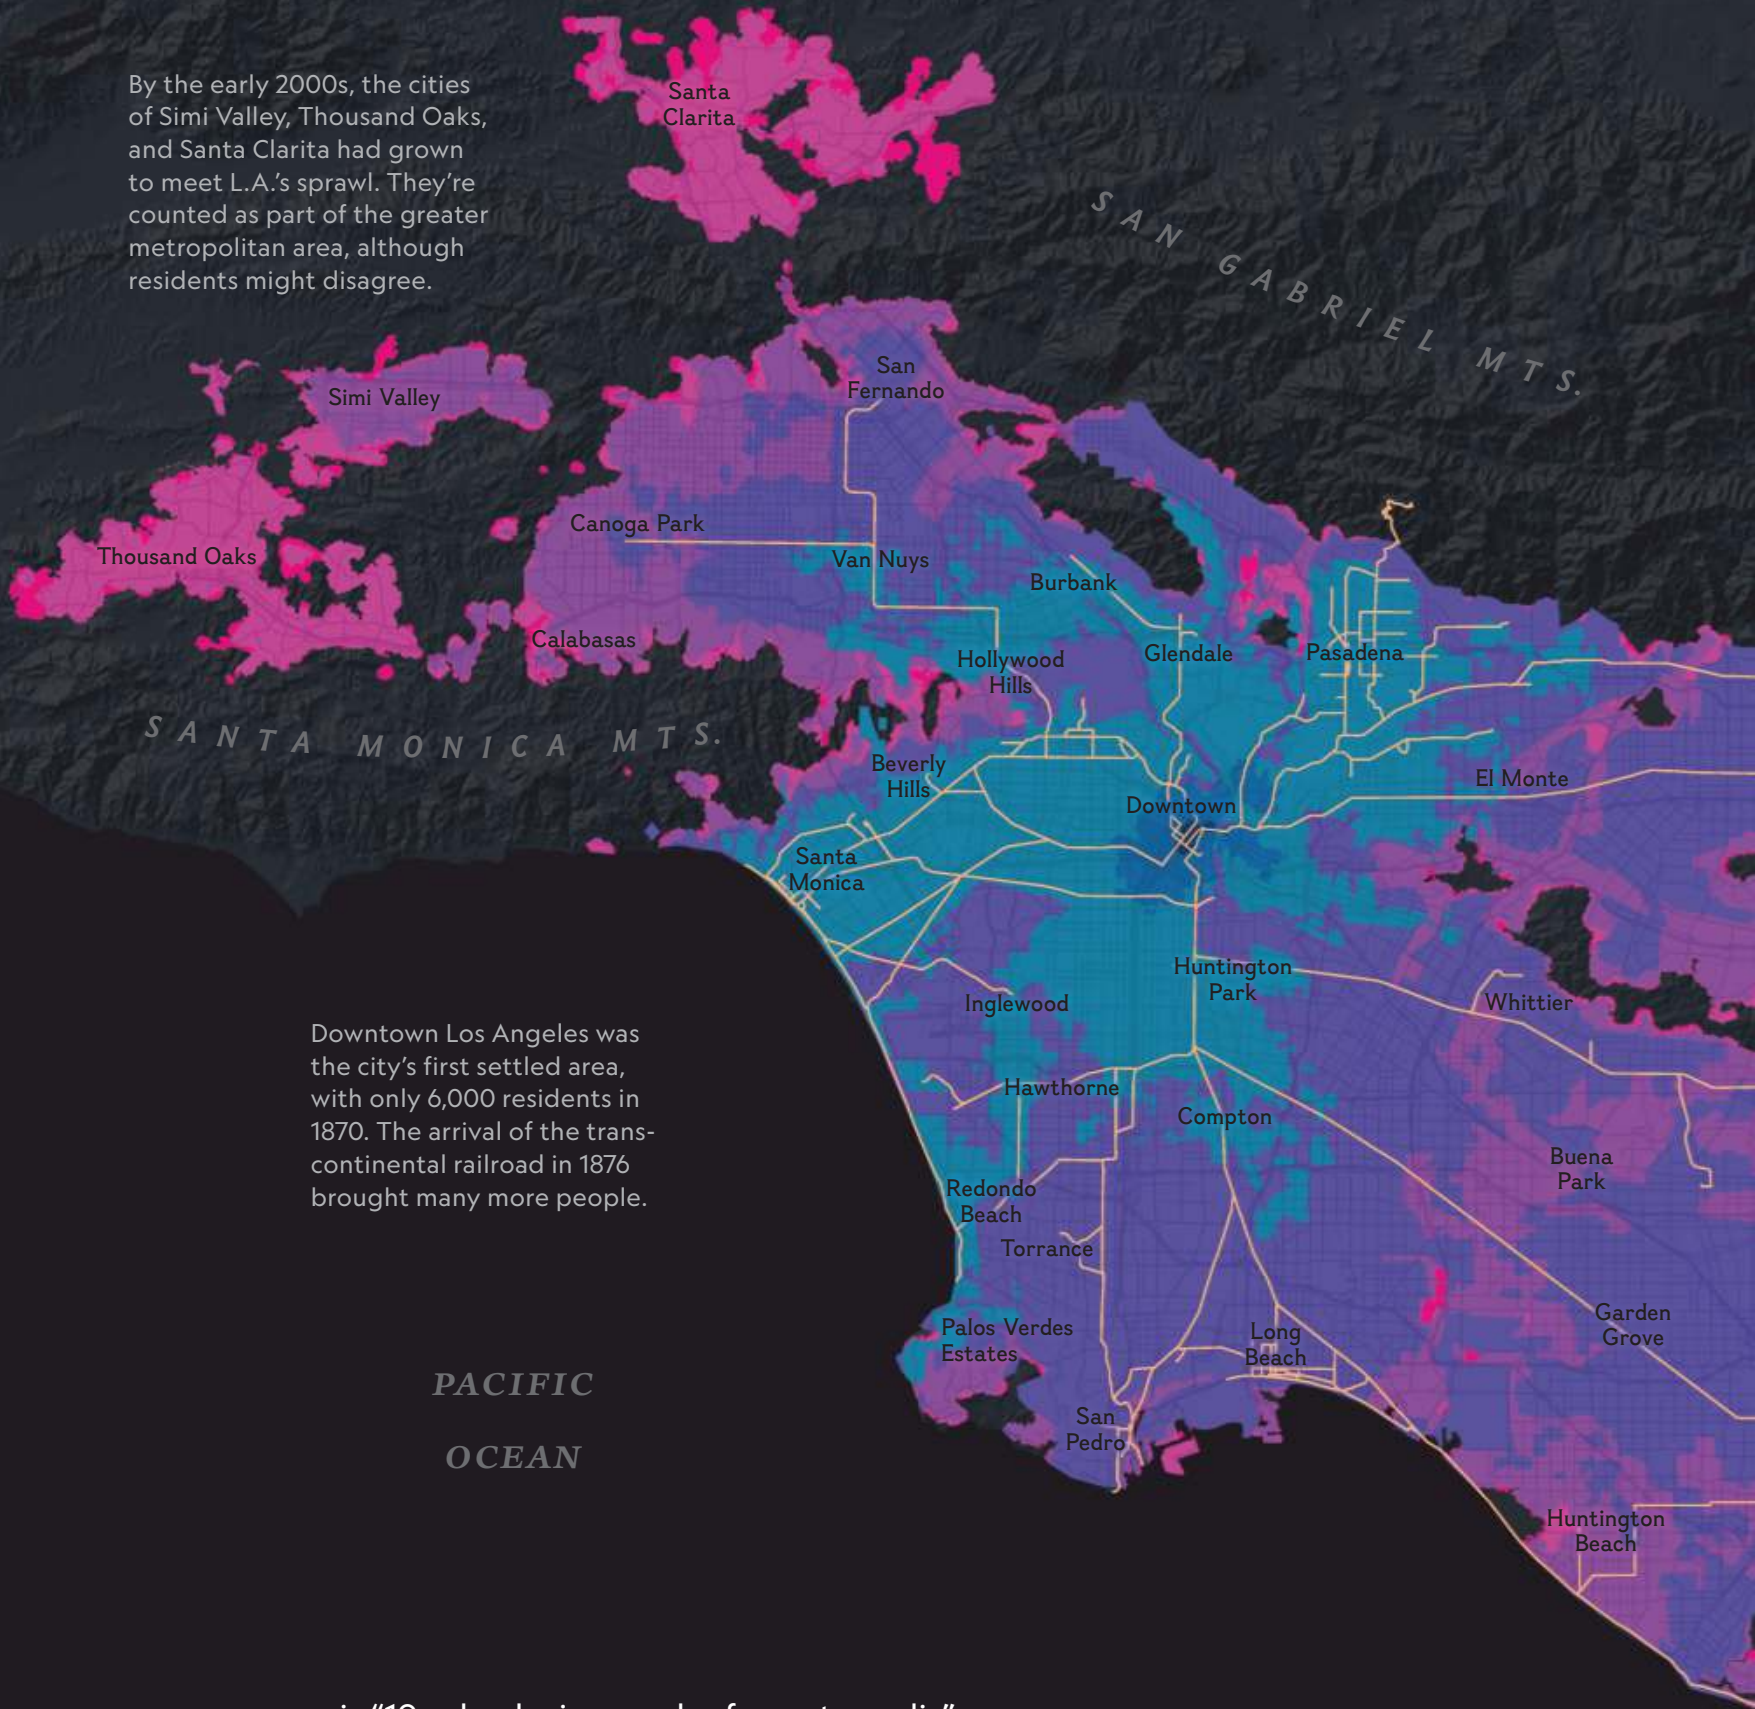 By the early 2000s, the cities
of Simi Valley, Thousand Oaks,
and Santa Clarita had grown
to meet L.A.’s sprawl. They’re
counted as part of the greater
metropolitan area, although
residents might disagree.
Santa
Clarita
SAN GABRIEL MTS.
San
Fernando
Simi Valley
Canoga Park
Thousand Oaks
Van Nuys
Burbank
Calabasas
Hollywood
Hills
Glendale
Pasadena
SANTA MONICA MTS.
Beverly
Hills
El Monte
Downtown
Santa
Monica
Huntington
Park
Inglewood
Whittier
Downtown Los Angeles was
the city’s first settled area,
with only 6,000 residents in
1870. The arrival of the trans-
continental railroad in 1876
brought many more people.
Hawthorne
Compton
Buena
Park
Redondo
Beach
Torrance
Palos Verdes
Estates
Long
Beach
Garden
Grove
PACIFIC
OCEAN
San
Pedro
Huntington
Beach